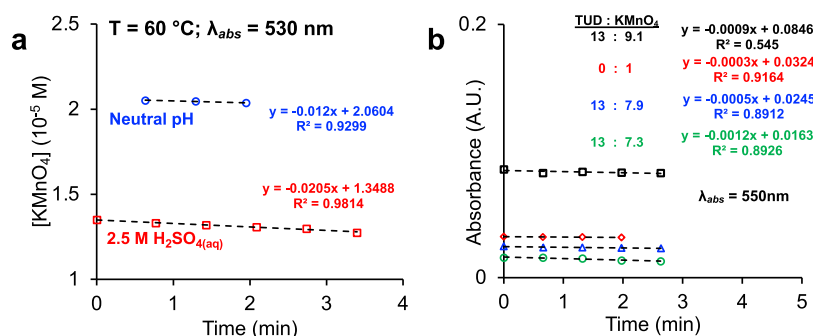 a
T = 60 °C; λabs = 530 nm
[KMnO4] (10-5 M)
2.5
2
1.5
1
Neutral pH
y = -0.012x + 2.0604
R² = 0.9299
y = -0.0205x + 1.3488
R² = 0.9814
2.5 M H2SO4(aq)
0 1 2 3 4
Time (min)
b
TUD : KMnO4
13 : 9.1
y = -0.0009x + 0.0846
R² = 0.545
0 : 1
y = -0.0003x + 0.0324
R² = 0.9164
13 : 7.9
y = -0.0005x + 0.0245
R² = 0.8912
13 : 7.3
y = -0.0012x + 0.0163
R² = 0.8926
λabs = 550nm
Absorbance (A.U.)
0.2
0
0 1 2 3 4 5
Time (min)